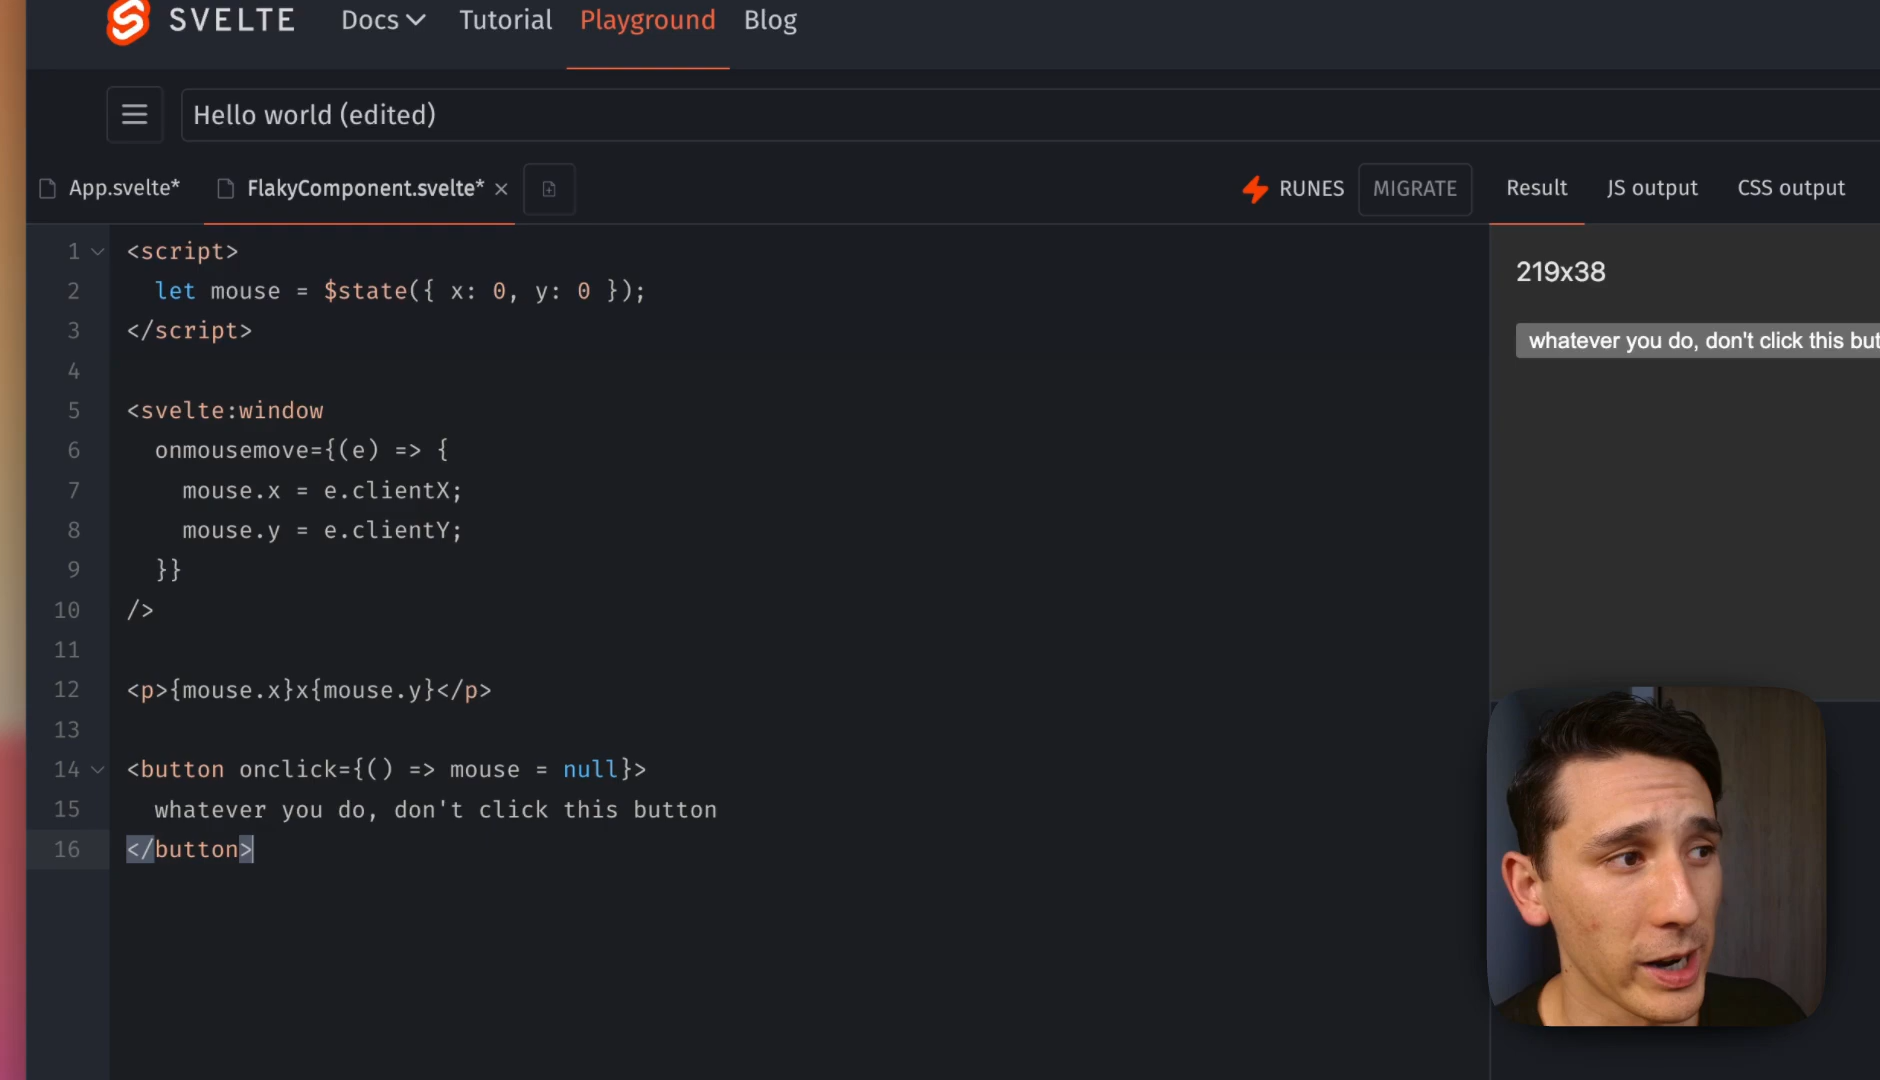 SVELTE Docs Tutorial Playground Blog
Hello world (edited)
App.svelte* FlakyComponent.svelte* × RUNES MIGRATE Result JS output CSS output
1 <script>
2 let mouse = $state({ x: 0, y: 0 });
3 </script>
4
5 <svelte:window
6 onmousemove={(e) => {
7 mouse.x = e.clientX;
8 mouse.y = e.clientY;
9 }}
10 />
11
12 <p>{mouse.x}x{mouse.y}</p>
13
14 <button onclick={() => mouse = null}>
15 whatever you do, don't click this button
16 </button>
219x38
whatever you do, don't click this but